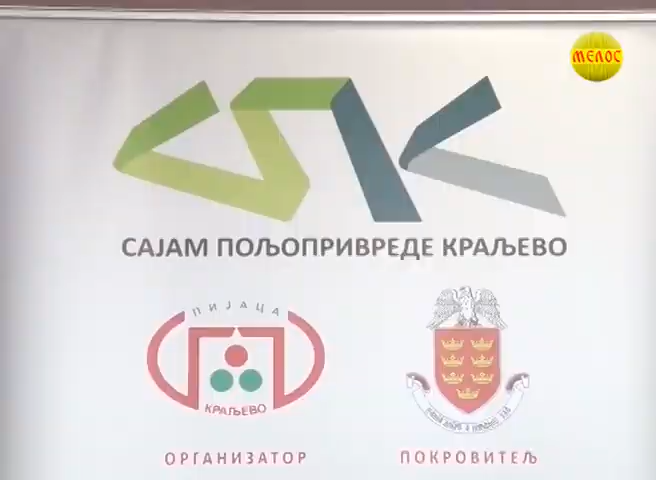 МЕЛОС
САЈАМ ПОЉОПРИВРЕДЕ КРАЉЕВО
ПИЈАЦА
КРАЉЕВО
ОРГАНИЗАТОР
ПОКРОВИТЕЉ